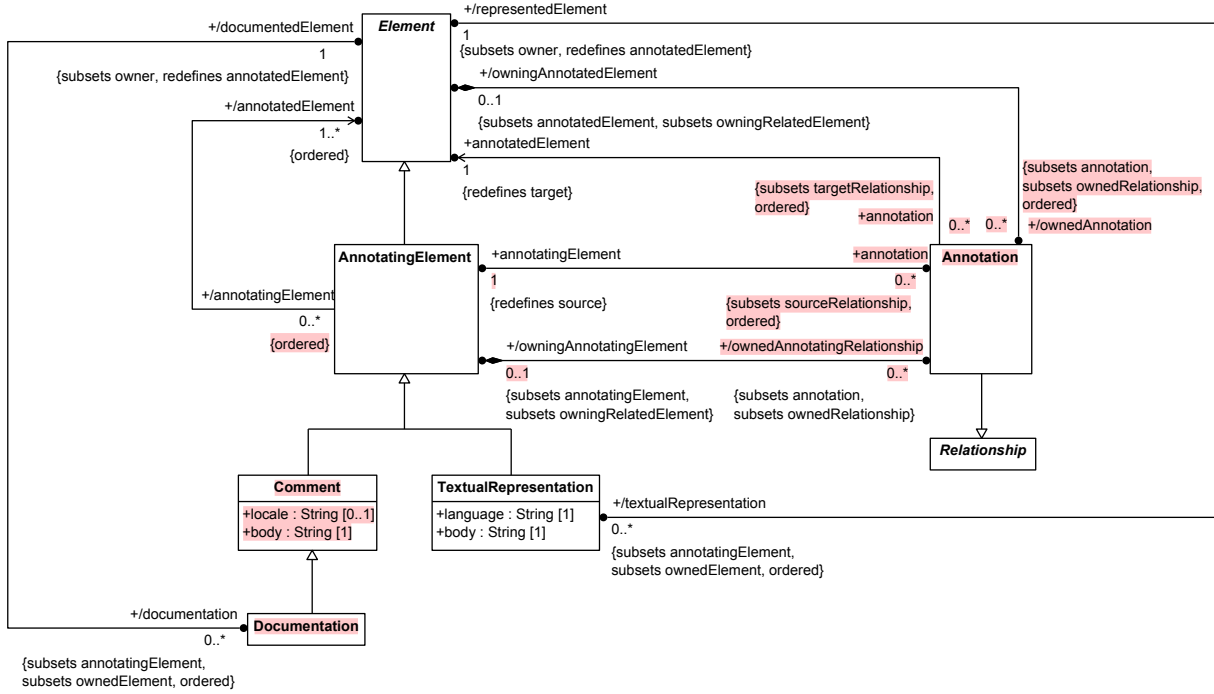 +/documentedElement
1
{subsets owner, redefines annotatedElement}
Element
+/representedElement
1
{subsets owner, redefines annotatedElement}
+/owningAnnotatedElement
0..1
{subsets annotatedElement, subsets owningRelatedElement}
+/annotatedElement
1..*
{ordered}
+annotatedElement
1
{redefines target}
{subsets targetRelationship,
ordered}
+annotation
0..*
{subsets annotation,
subsets ownedRelationship,
ordered}
0..*
+/ownedAnnotation
AnnotatingElement
+annotatingElement
1
{redefines source}
+annotation
0..*
{subsets sourceRelationship,
ordered}
Annotation
+/annotatingElement
0..*
{ordered}
+/owningAnnotatingElement
0..1
{subsets annotatingElement,
subsets owningRelatedElement}
+/ownedAnnotatingRelationship
0..*
{subsets annotation,
subsets ownedRelationship}
Relationship
Comment
+locale : String [0..1]
+body : String [1]
TextualRepresentation
+language : String [1]
+body : String [1]
+/textualRepresentation
0..*
{subsets annotatingElement,
subsets ownedElement, ordered}
+/documentation
0..*
{subsets annotatingElement,
subsets ownedElement, ordered}
Documentation